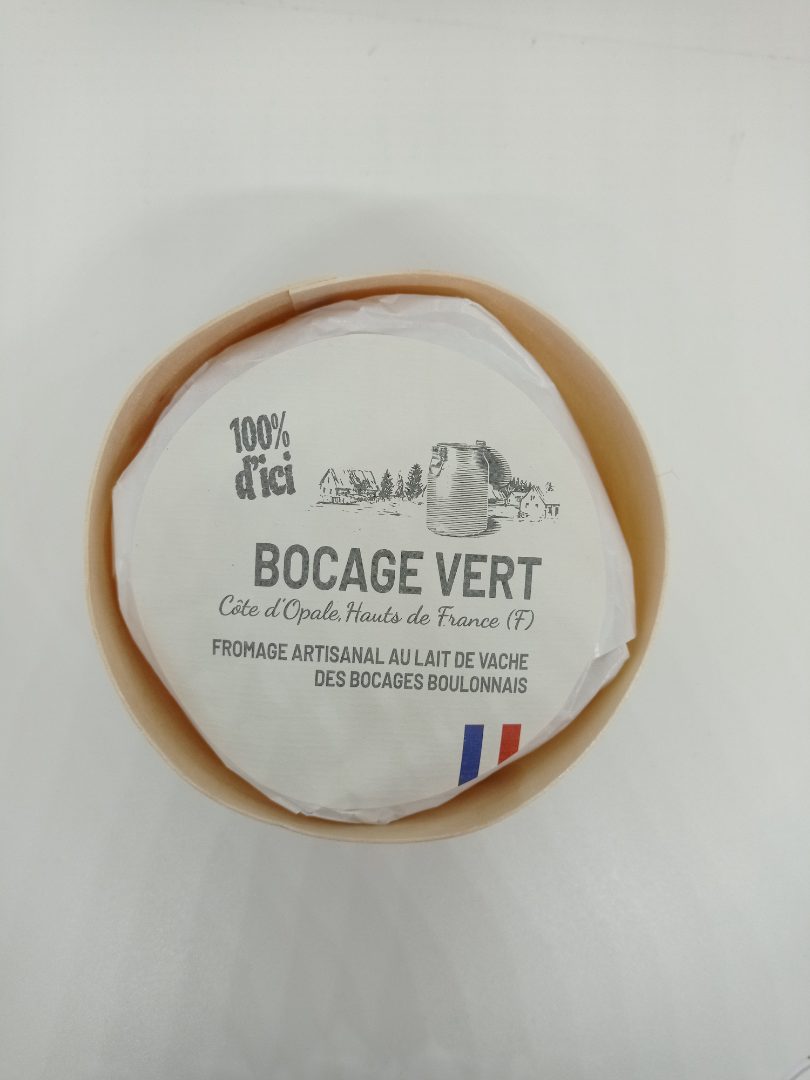 100%
d'ici
BOCAGE VERT
Côte d'Opale, Hauts de France (F)
FROMAGE ARTISANAL AU LAIT DE VACHE
DES BOCAGES BOULONNAIS